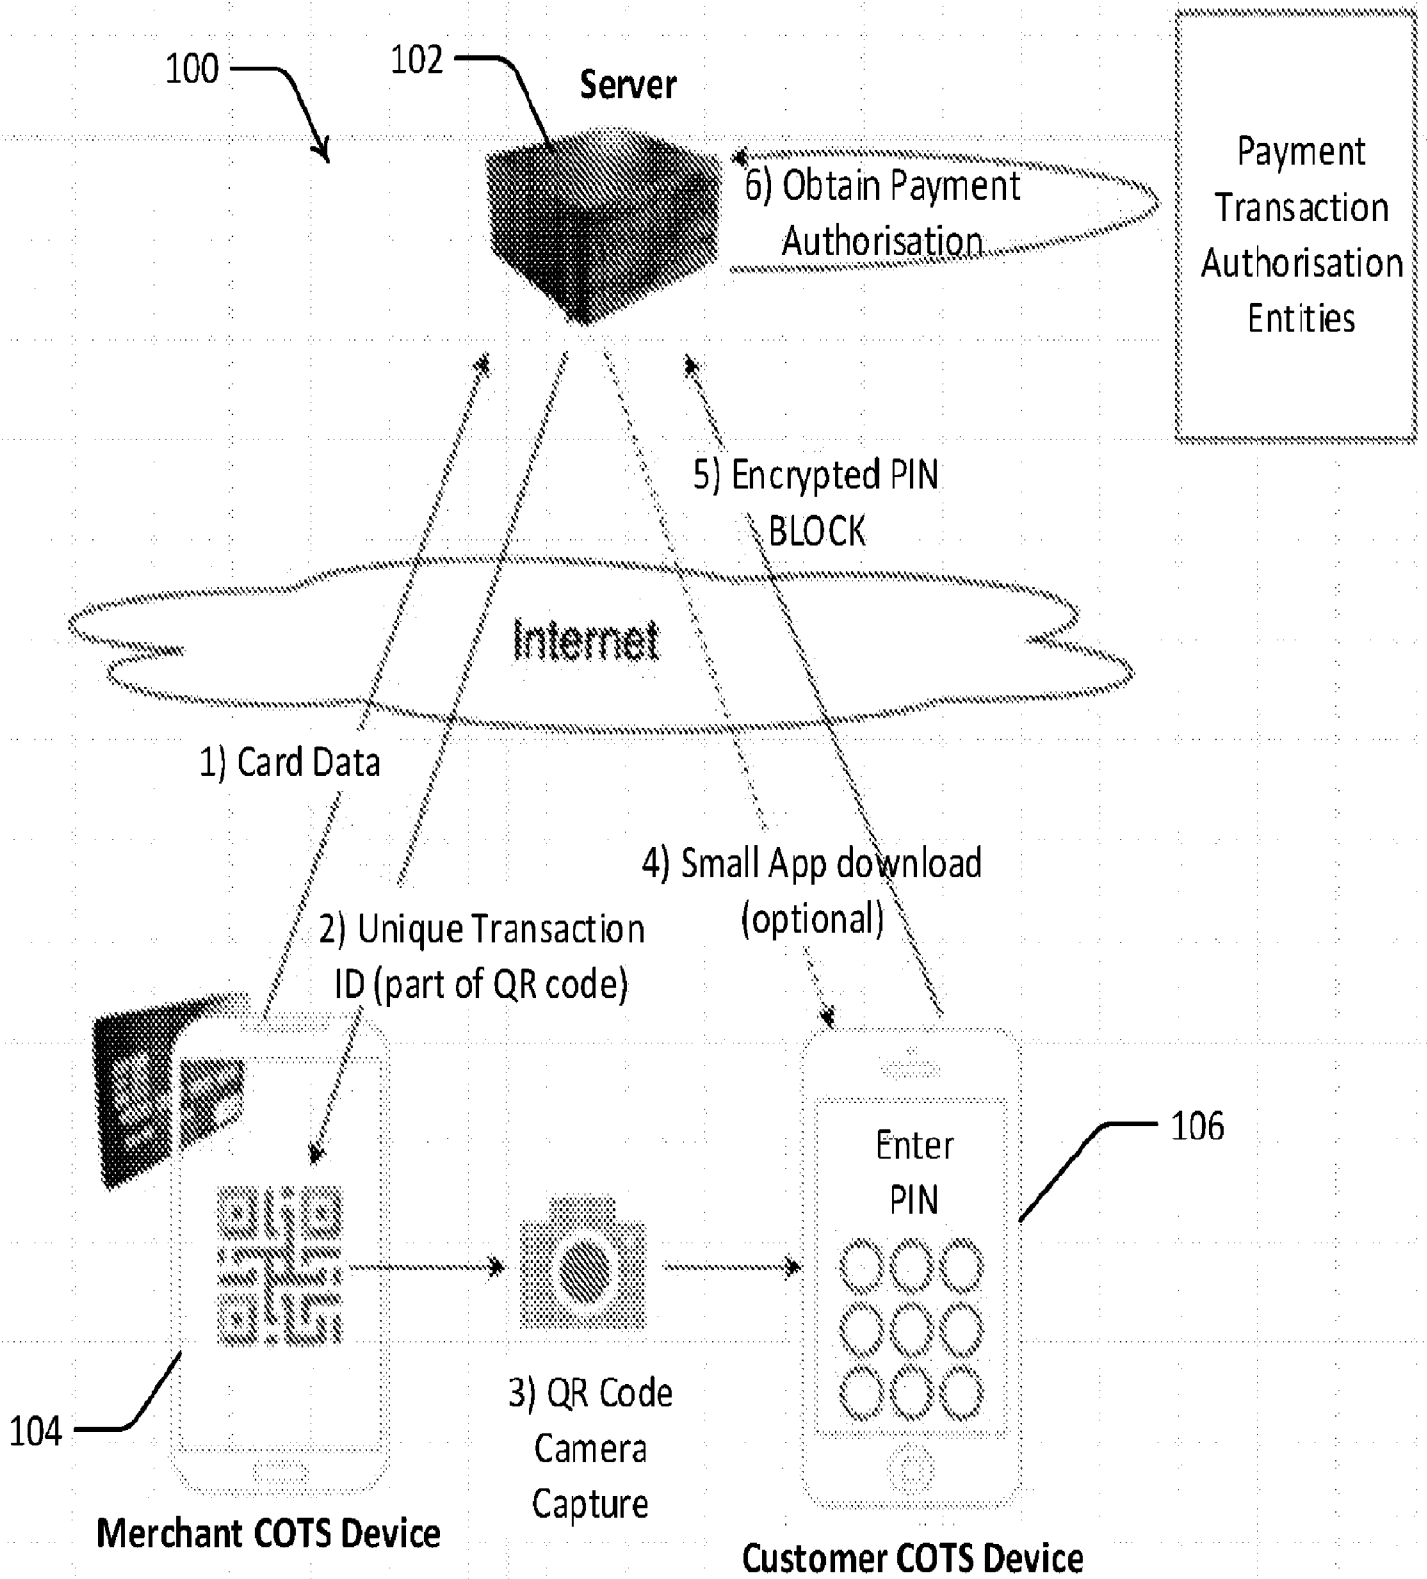 100
102
Server
Payment
Transaction
Authorisation
Entities
6) Obtain Payment
Authorisation
5) Encrypted PIN
BLOCK
Internet
1) Card Data
4) Small App download
(optional)
2) Unique Transaction
ID (part of QR code)
Enter
PIN
106
3) QR Code
Camera
Capture
104
Merchant COTS Device
Customer COTS Device